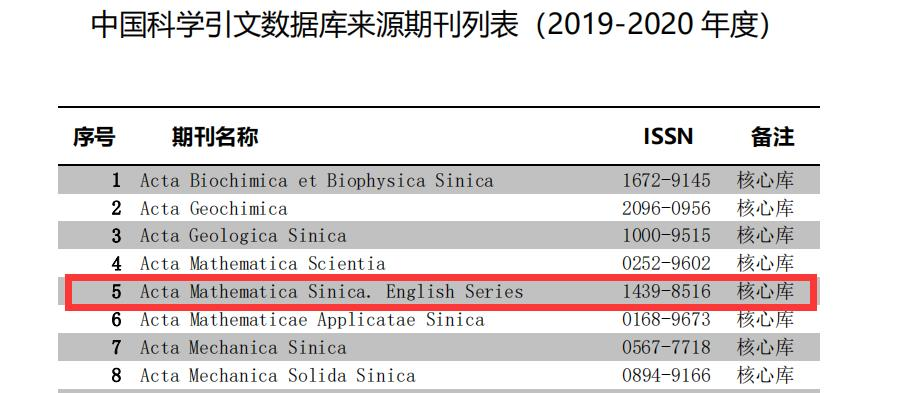 中国科学引文数据库来源期刊列表（2019-2020 年度）
序号 期刊名称 ISSN 备注
1 Acta Biochimica et Biophysica Sinica 1672-9145 核心库
2 Acta Geochimica 2096-0956 核心库
3 Acta Geologica Sinica 1000-9515 核心库
4 Acta Mathematica Scientia 0252-9602 核心库
5 Acta Mathematica Sinica. English Series 1439-8516 核心库
6 Acta Mathematicae Applicatae Sinica 0168-9673 核心库
7 Acta Mechanica Sinica 0567-7718 核心库
8 Acta Mechanica Solida Sinica 0894-9166 核心库